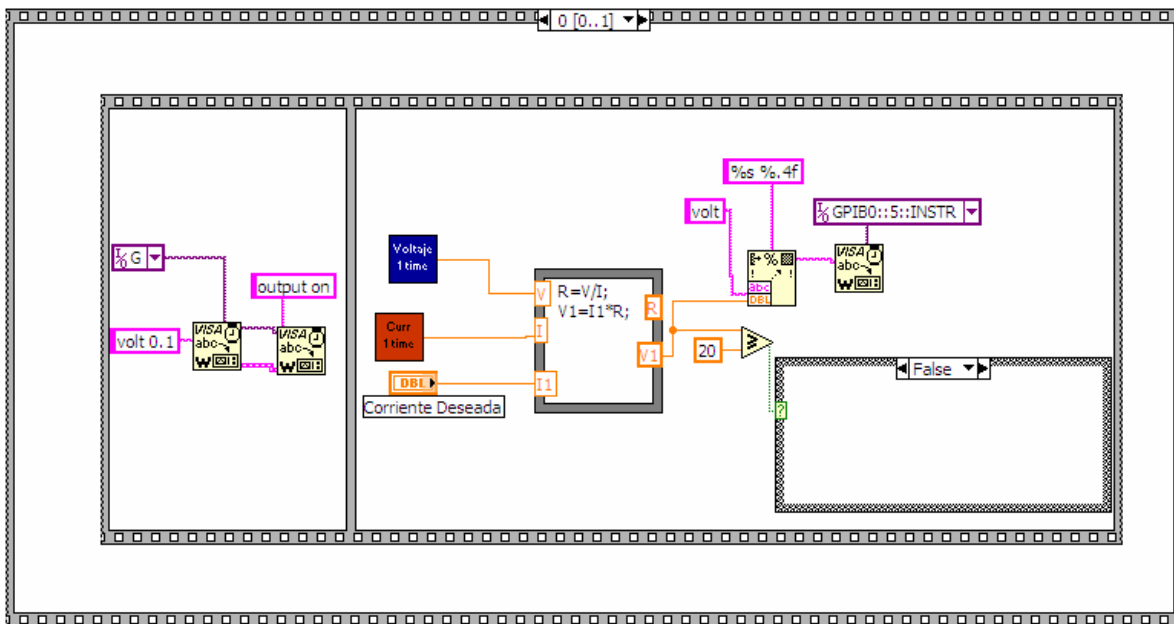 0 [0..1]
G
output on
volt 0.1
VISA
abc
W
VISA
abc
W
Voltaje
1 time
Curr
1 time
DBL
Corriente Deseada
V
I
I1
R=V/I;
V1=I1*R;
R
V1
%s %.4f
volt
%
abc
DBL
GPIB0::5::INSTR
VISA
abc
W
20
≥
False
?